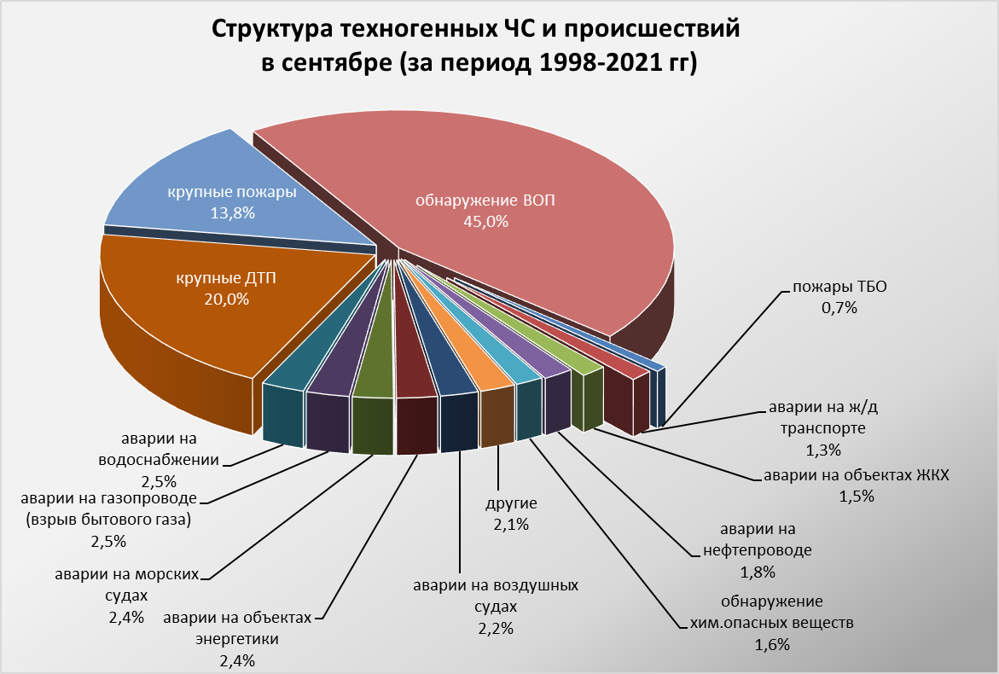 Структура техногенных ЧС и происшествий
в сентябре (за период 1998-2021 гг)
обнаружение ВОП
45,0%
крупные пожары
13,8%
крупные ДТП
20,0%
пожары ТБО
0,7%
аварии на ж/д
транспорте
1,3%
аварии на объектах ЖКХ
1,5%
аварии на
нефтепроводе
1,8%
обнаружение
хим.опасных веществ
1,6%
другие
2,1%
аварии на воздушных
судах
2,2%
аварии на объектах
энергетики
2,4%
аварии на морских
судах
2,4%
аварии на газопроводе
(взрыв бытового газа)
2,5%
аварии на
водоснабжении
2,5%